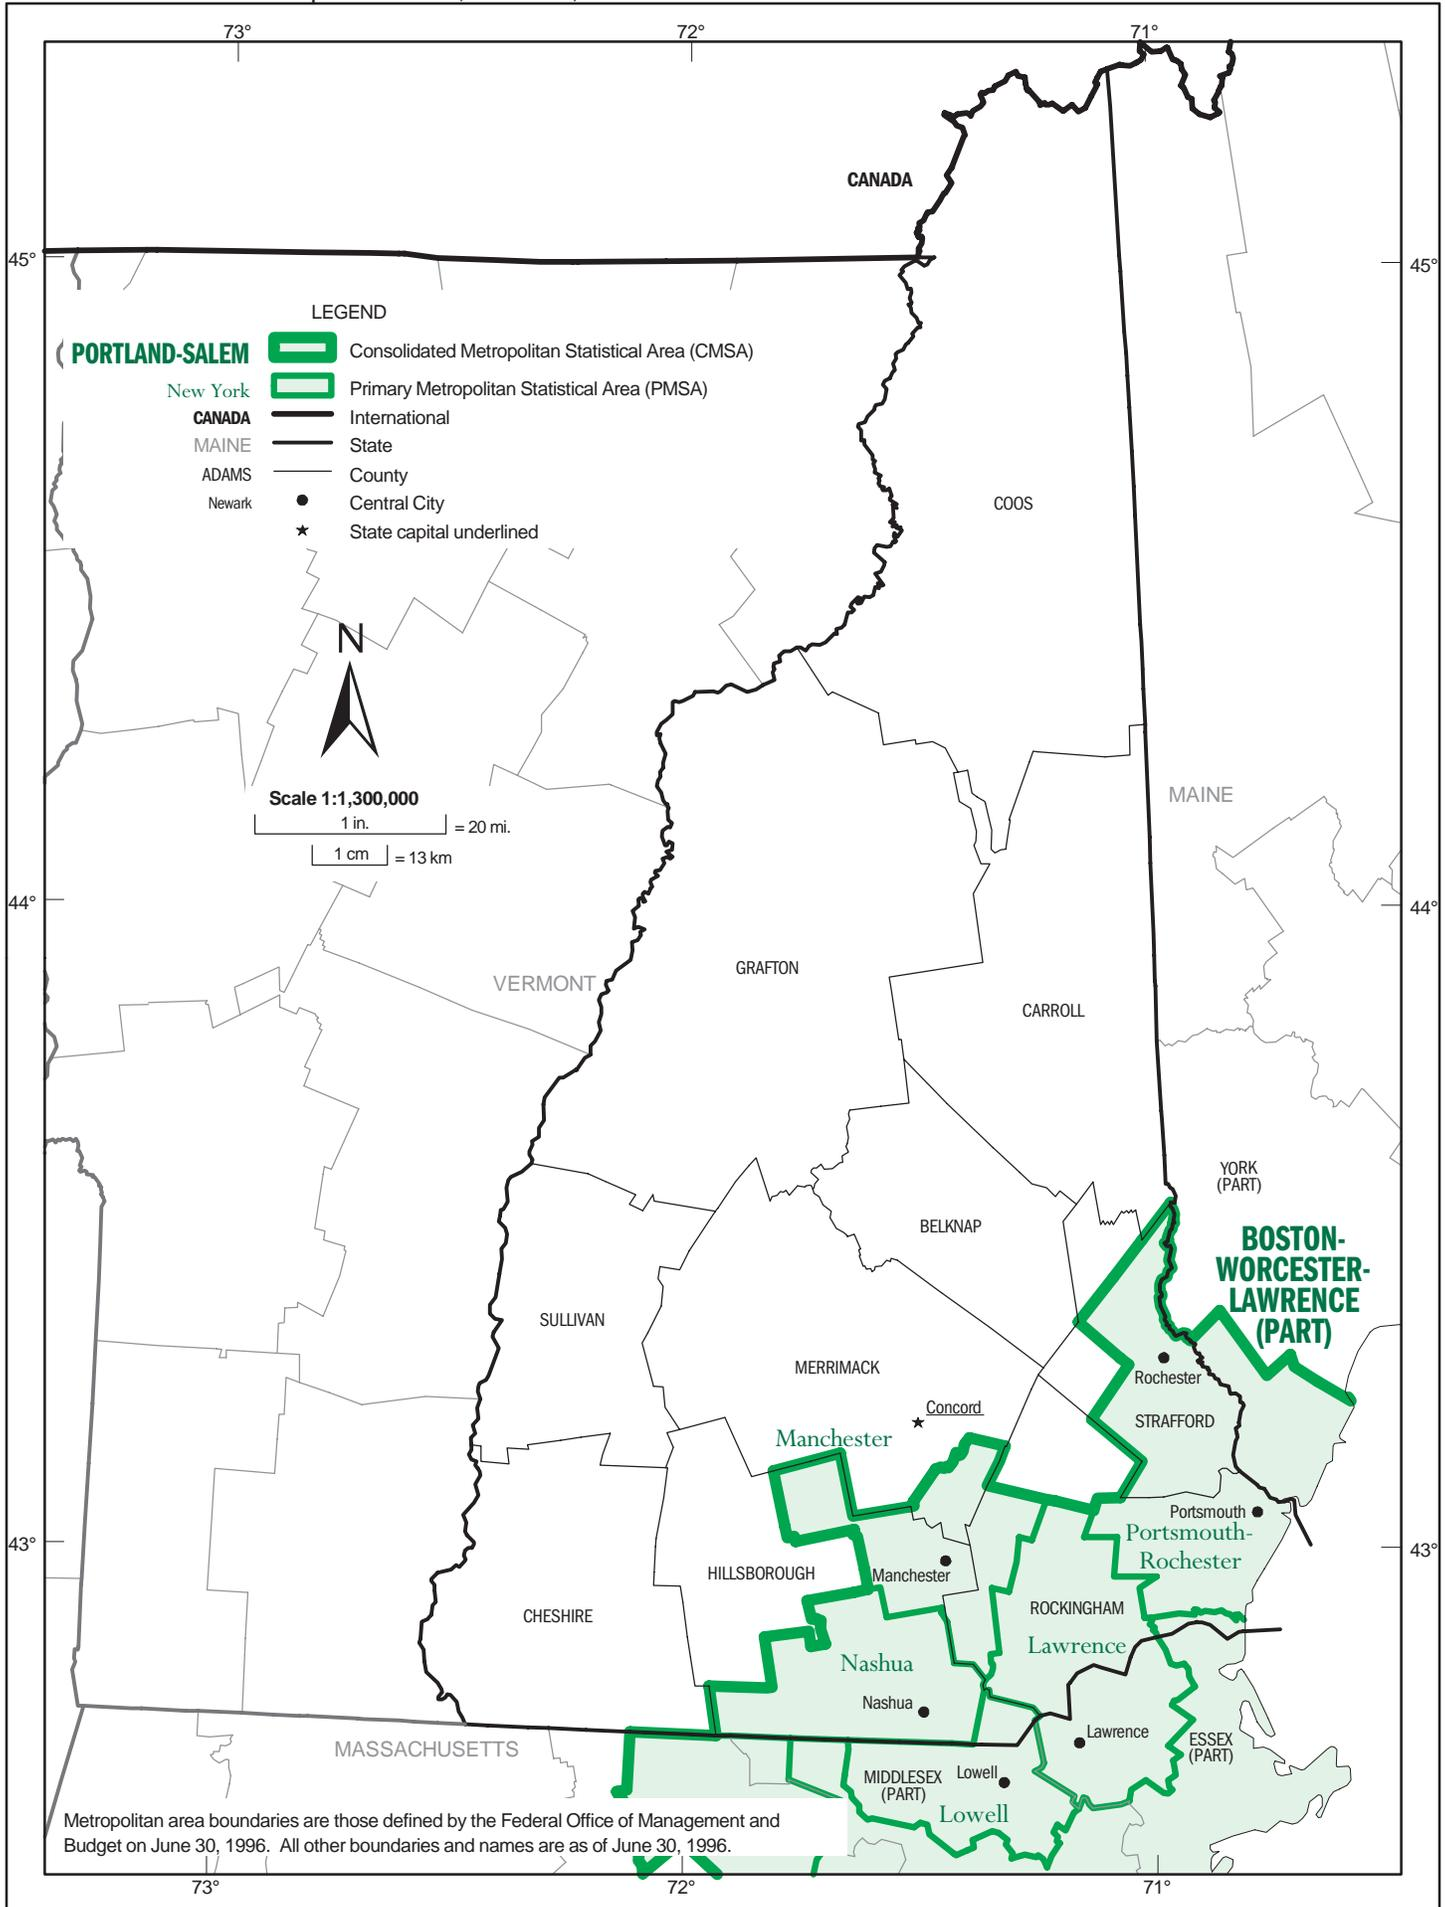 73°
72°
71°
CANADA
45°
45°
LEGEND
PORTLAND-SALEM
Consolidated Metropolitan Statistical Area (CMSA)
New York
Primary Metropolitan Statistical Area (PMSA)
CANADA
International
MAINE
State
ADAMS
County
Newark
Central City
State capital underlined
COOS
N
Scale 1:1,300,000
1 in.
= 20 mi.
1 cm
= 13 km
MAINE
44°
44°
GRAFTON
VERMONT
CARROLL
YORK
(PART)
BELKNAP
BOSTON-
WORCESTER-
LAWRENCE
(PART)
SULLIVAN
MERRIMACK
Rochester
Concord
STRAFFORD
Manchester
Portsmouth
Portsmouth-
Rochester
43°
43°
HILLSBOROUGH
Manchester
CHESHIRE
ROCKINGHAM
Lawrence
Nashua
Nashua
Lawrence
MASSACHUSETTS
ESSEX
(PART)
MIDDLESEX
(PART)
Lowell
Lowell
Metropolitan area boundaries are those defined by the Federal Office of Management and
Budget on June 30, 1996. All other boundaries and names are as of June 30, 1996.
73°
72°
71°